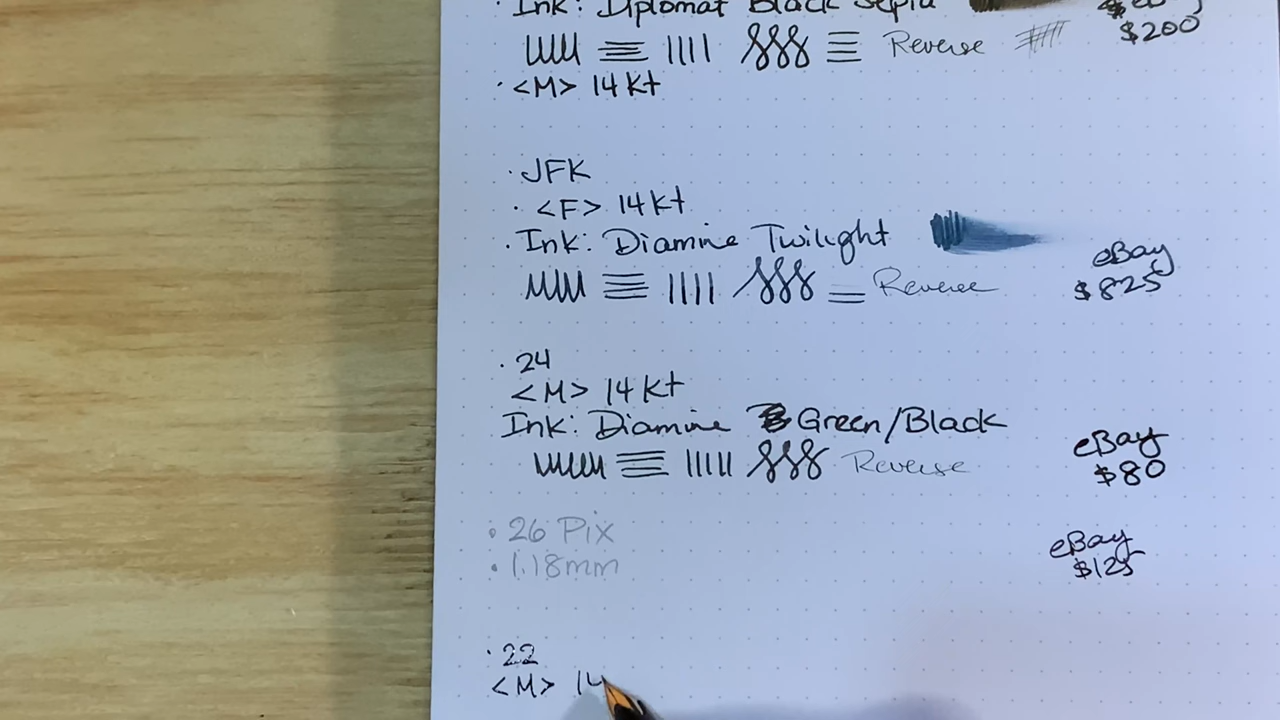 · Ink: Diplomat Black Sepia
$200
Reverse
· <M> 14kt
· JFK
· <F> 14kt
· Ink: Diamine Twilight
eBay
$825
Reverse
· 24
<M> 14kt
Ink: Diamine Green/Black
eBay
$80
Reverse
• 26 Pix
• 1.18mm
eBay
$125
· 22
<M> 14